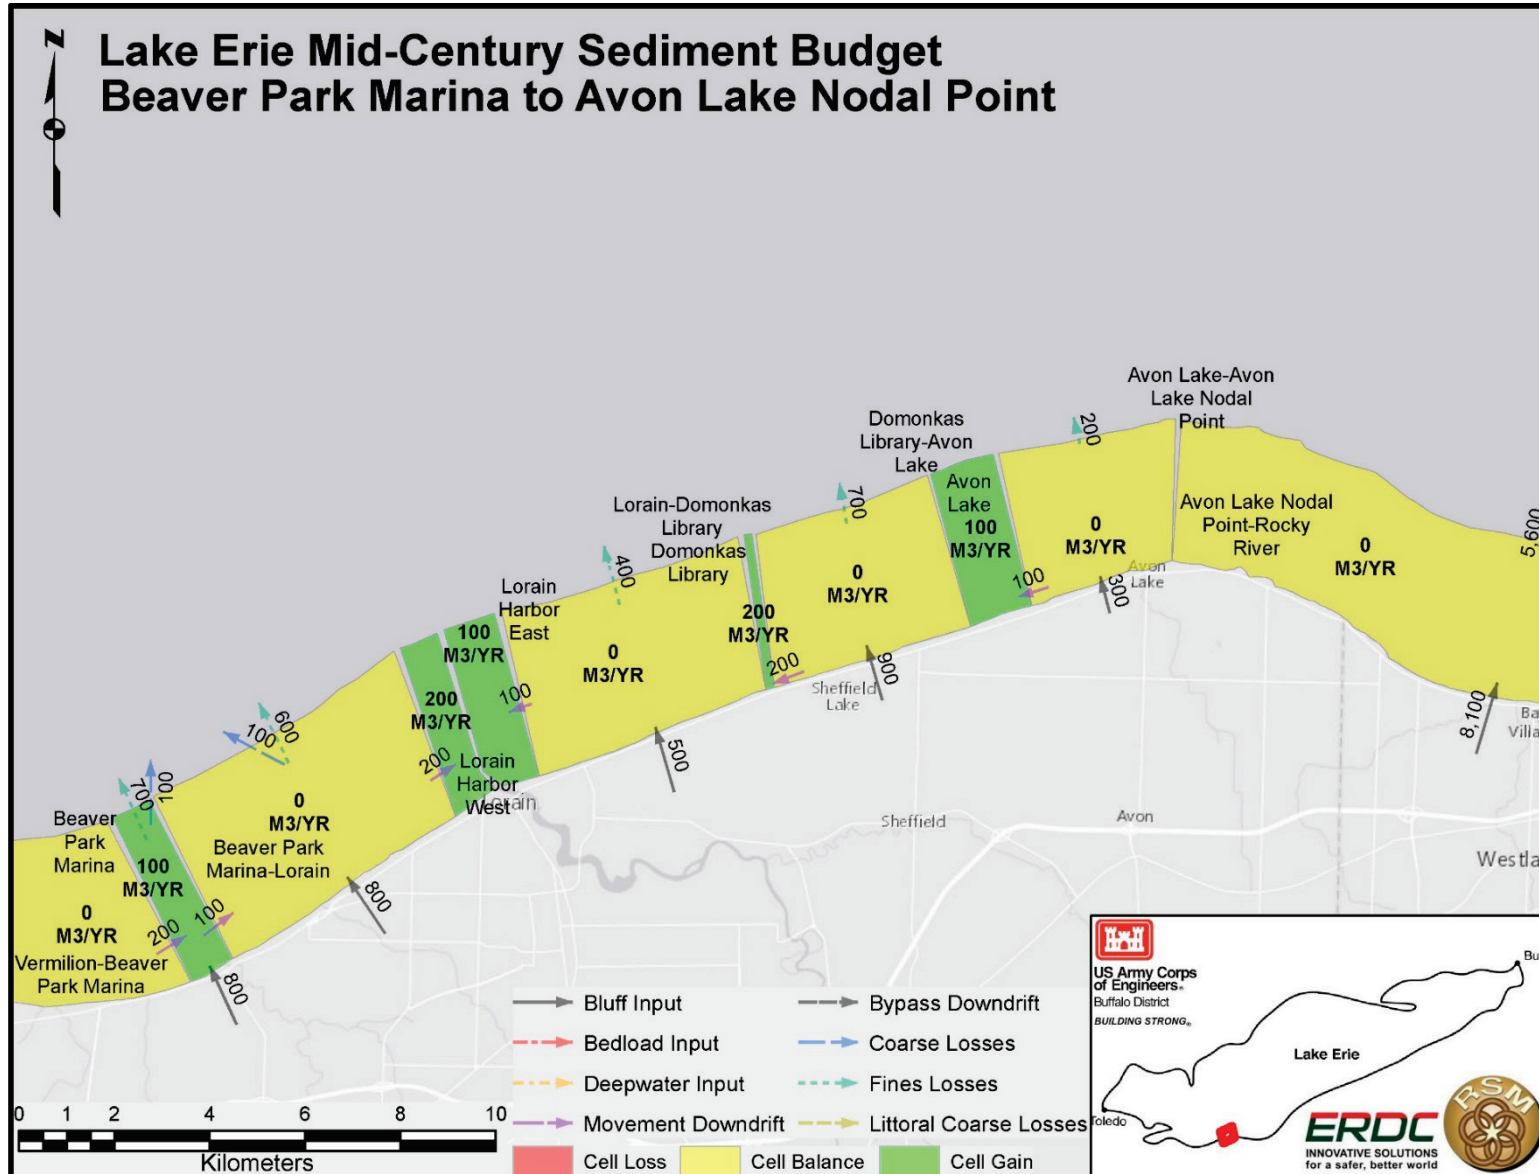 Lake Erie Mid-Century Sediment Budget
Beaver Park Marina to Avon Lake Nodal Point
N
Avon Lake-Avon
Lake Nodal
Point
200
Domonkas
Library-Avon
Lake
Avon
Lake
100
M3/YR
0
M3/YR
100
300
Avon
Lake
Avon Lake Nodal
Point-Rocky
River
0
M3/YR
5,600
8,100
700
Lorain-Domonkas
Library
Domonkas
Library
0
M3/YR
200
M3/YR
200
900
Sheffield
Lake
400
Lorain
Harbor
East
0
M3/YR
100
500
100
M3/YR
200
M3/YR
200
Lorain
Harbor
West
Lorain
600
100
0
M3/YR
Beaver Park
Marina-Lorain
800
100
700
Beaver
Park
Marina
100
M3/YR
200
100
800
0
M3/YR
Vermilion-Beaver
Park Marina
Sheffield
Avon
Ba
Villa
Westla
Bluff Input
Bedload Input
Deepwater Input
Movement Downdrift
Bypass Downdrift
Coarse Losses
Fines Losses
Littoral Coarse Losses
Cell Loss
Cell Balance
Cell Gain
0 1 2 4 6 8 10
Kilometers
US Army Corps
of Engineers®
Buffalo District
BUILDING STRONG®
Bu
Lake Erie
Toledo
ERDC
INNOVATIVE SOLUTIONS
for a safer, better world
RSM